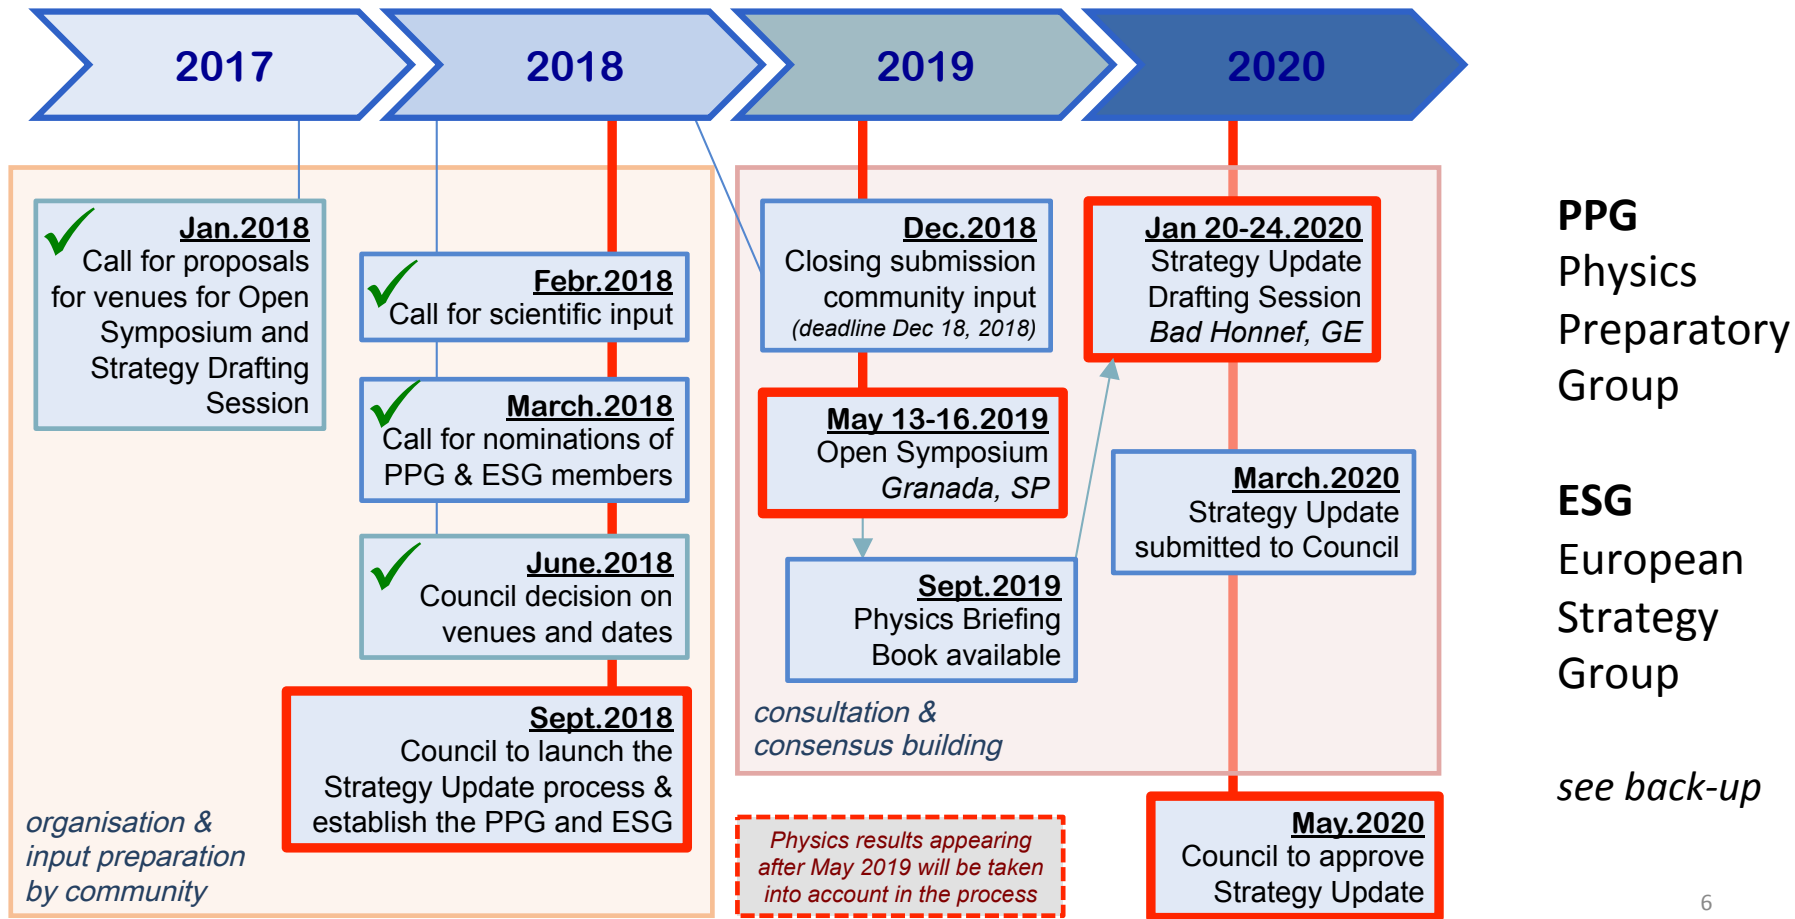 2017
2018
2019
2020
Jan.2018
Call for proposals
for venues for Open
Symposium and
Strategy Drafting
Session
Febr.2018
Call for scientific input
March.2018
Call for nominations of
PPG & ESG members
June.2018
Council decision on
venues and dates
Sept.2018
Council to launch the
Strategy Update process &
establish the PPG and ESG
organisation &
input preparation
by community
Dec.2018
Closing submission
community input
(deadline Dec 18, 2018)
May 13-16.2019
Open Symposium
Granada, SP
Sept.2019
Physics Briefing
Book available
Jan 20-24.2020
Strategy Update
Drafting Session
Bad Honnef, GE
March.2020
Strategy Update
submitted to Council
consultation &
consensus building
Physics results appearing
after May 2019 will be taken
into account in the process
May.2020
Council to approve
Strategy Update
PPG
Physics
Preparatory
Group
ESG
European
Strategy
Group
see back-up
6